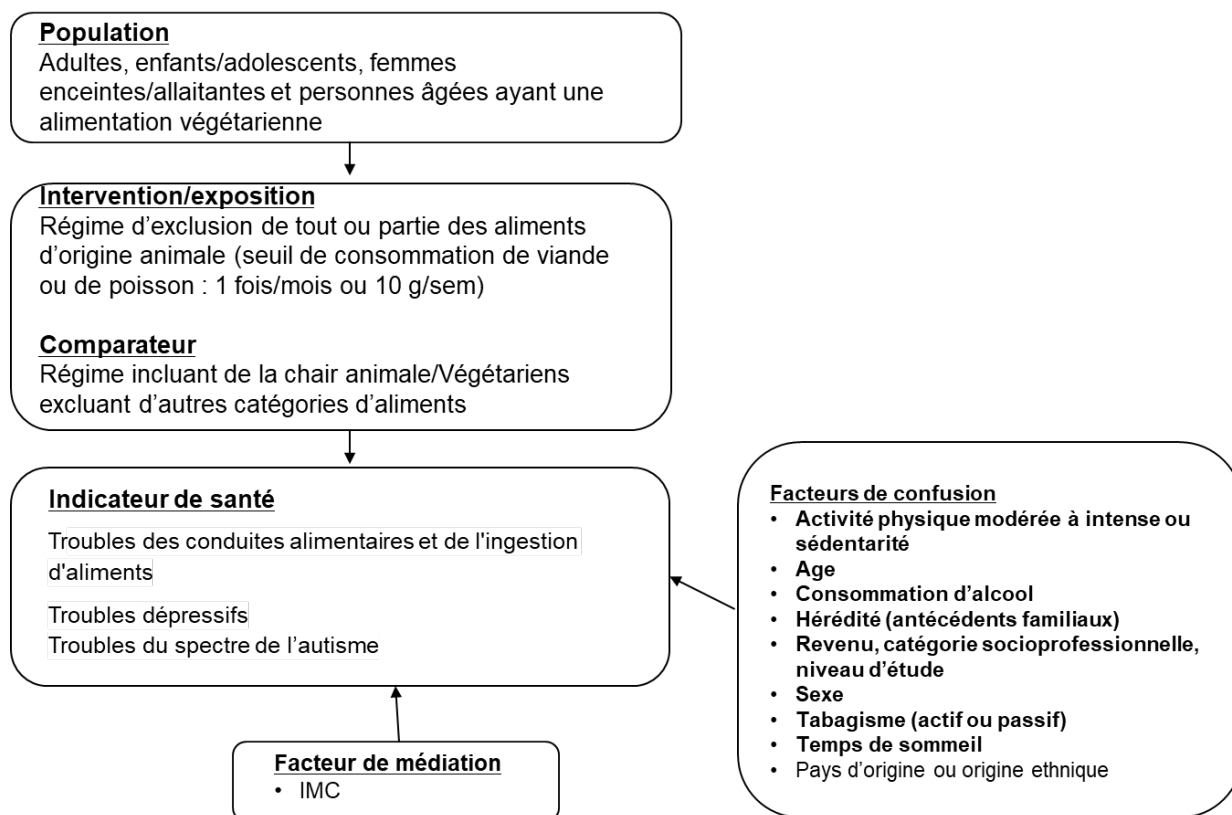 Population
Adultes, enfants/adolescents, femmes
enceintes/allaitantes et personnes âgées ayant une
alimentation végétarienne
Intervention/exposition
Régime d'exclusion de tout ou partie des aliments
d'origine animale (seuil de consommation de viande
ou de poisson : 1 fois/mois ou 10 g/sem)
Comparateur
Régime incluant de la chair animale/Végétariens
excluant d'autres catégories d'aliments
Indicateur de santé
Troubles des conduites alimentaires et de l'ingestion
d'aliments
Troubles dépressifs
Troubles du spectre de l'autisme
Facteurs de confusion
• Activité physique modérée à intense ou
sédentarité
• Age
• Consommation d'alcool
• Hérédité (antécédents familiaux)
• Revenu, catégorie socioprofessionnelle,
niveau d'étude
• Sexe
• Tabagisme (actif ou passif)
• Temps de sommeil
• Pays d'origine ou origine ethnique
Facteur de médiation
• IMC